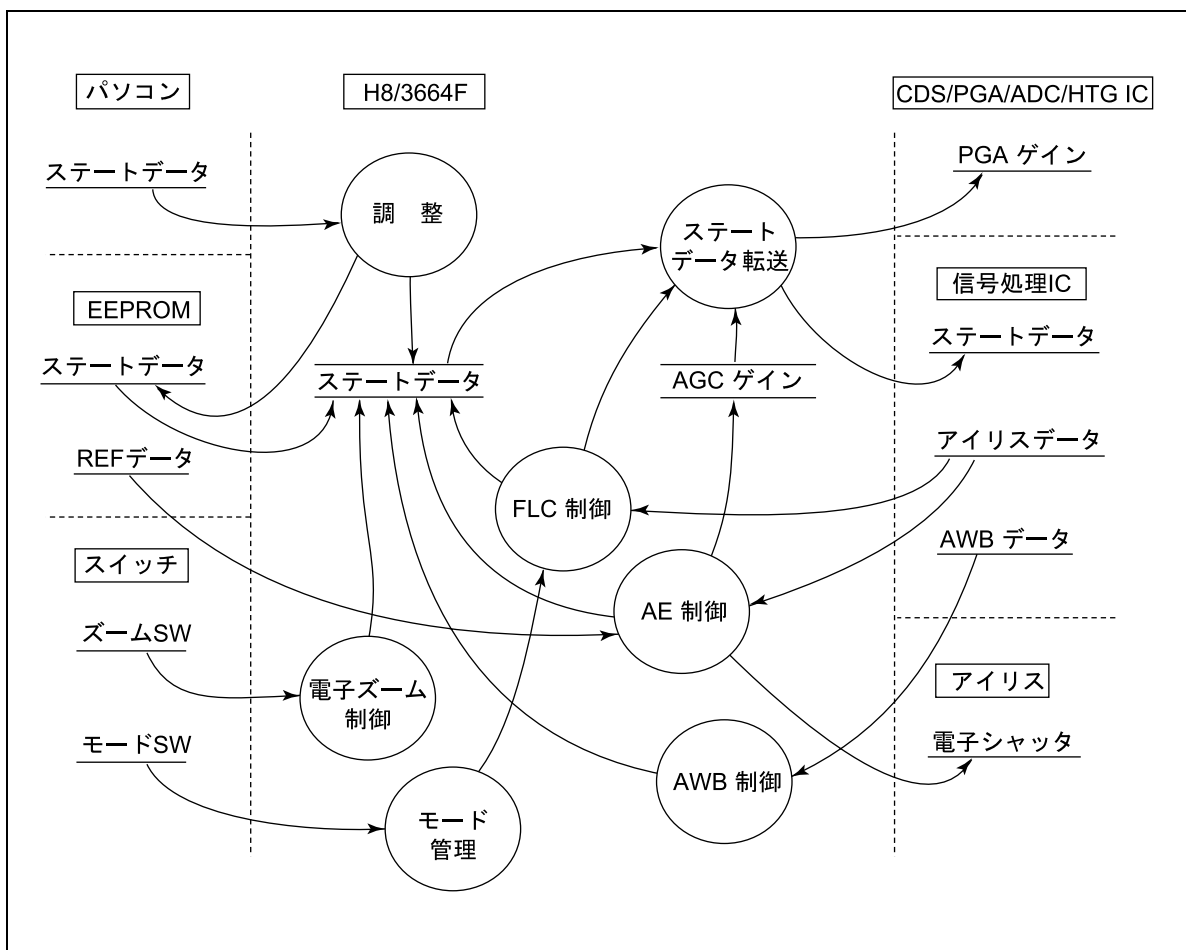 パソコン
H8/3664F
CDS/PGA/ADC/HTG IC
ステートデータ
PGA ゲイン
調 整
ステート
データ転送
EEPROM
信号処理IC
ステートデータ
ステートデータ
ステートデータ
AGC ゲイン
REFデータ
アイリスデータ
FLC 制御
スイッチ
AWB データ
AE 制御
ズームSW
電子ズーム
制御
アイリス
モードSW
電子シャッタ
AWB 制御
モード
管理